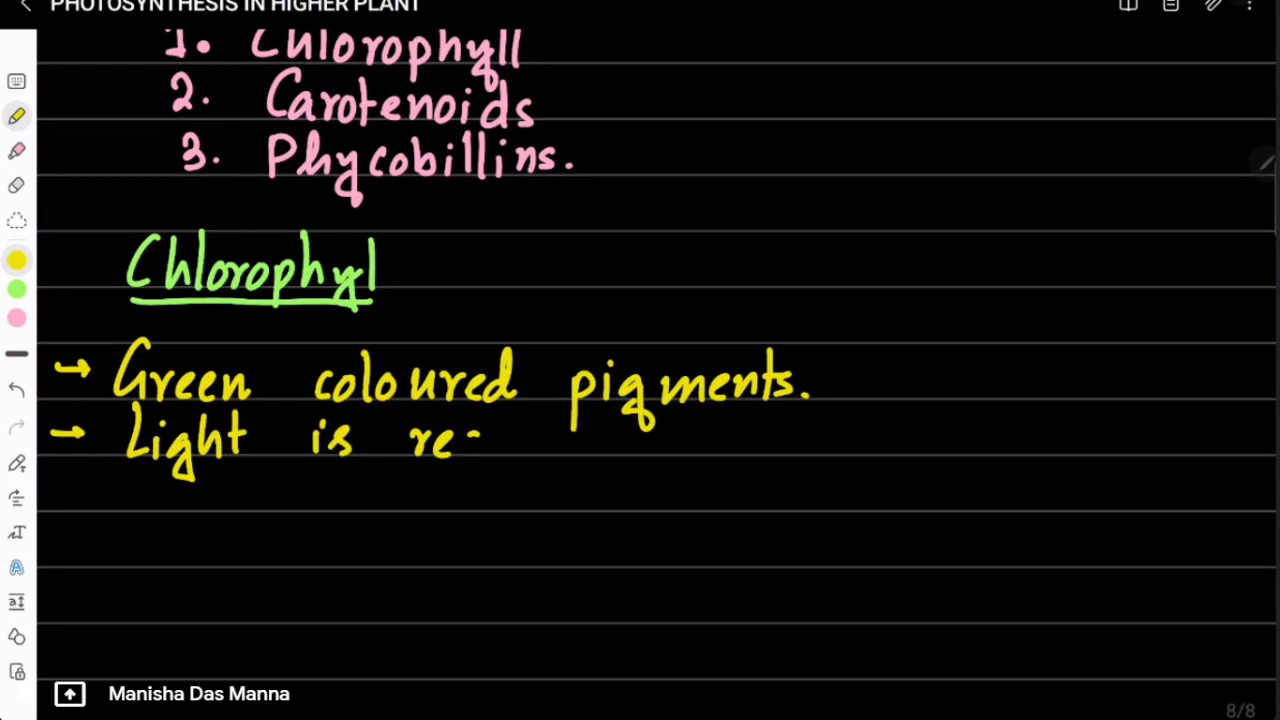 PHOTOSYNTHESIS IN HIGHER PLANT
1. Chlorophyll
2. Carotenoids
3. Phycobillins.
Chlorophyl
→ Green coloured pigments.
→ Light is re-
Manisha Das Manna
8/8